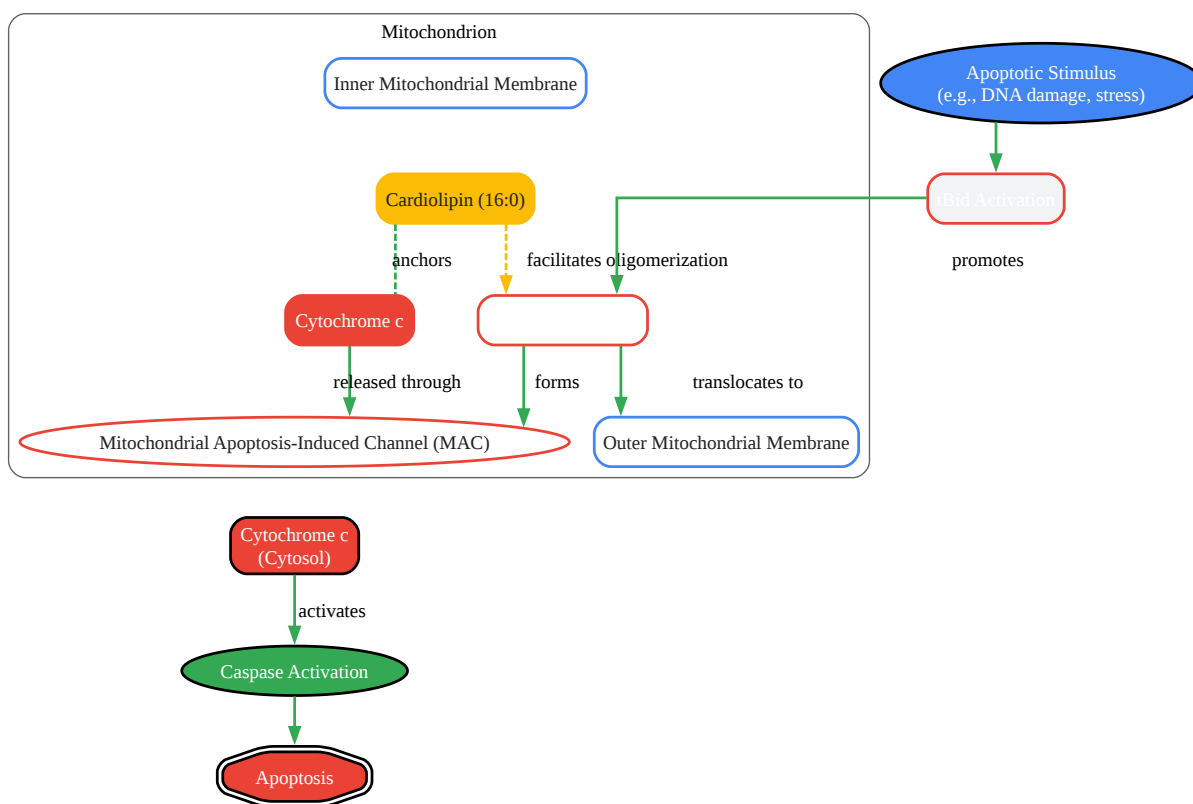 Mitochondrion
Inner Mitochondrial Membrane
Apoptotic Stimulus
(e.g., DNA damage, stress)
Cardiolipin (16:0)
tBid Activation
anchors
facilitates oligomerization
promotes
Cytochrome c
released through
forms
translocates to
Mitochondrial Apoptosis-Induced Channel (MAC)
Outer Mitochondrial Membrane
Cytochrome c
(Cytosol)
activates
Caspase Activation
Apoptosis